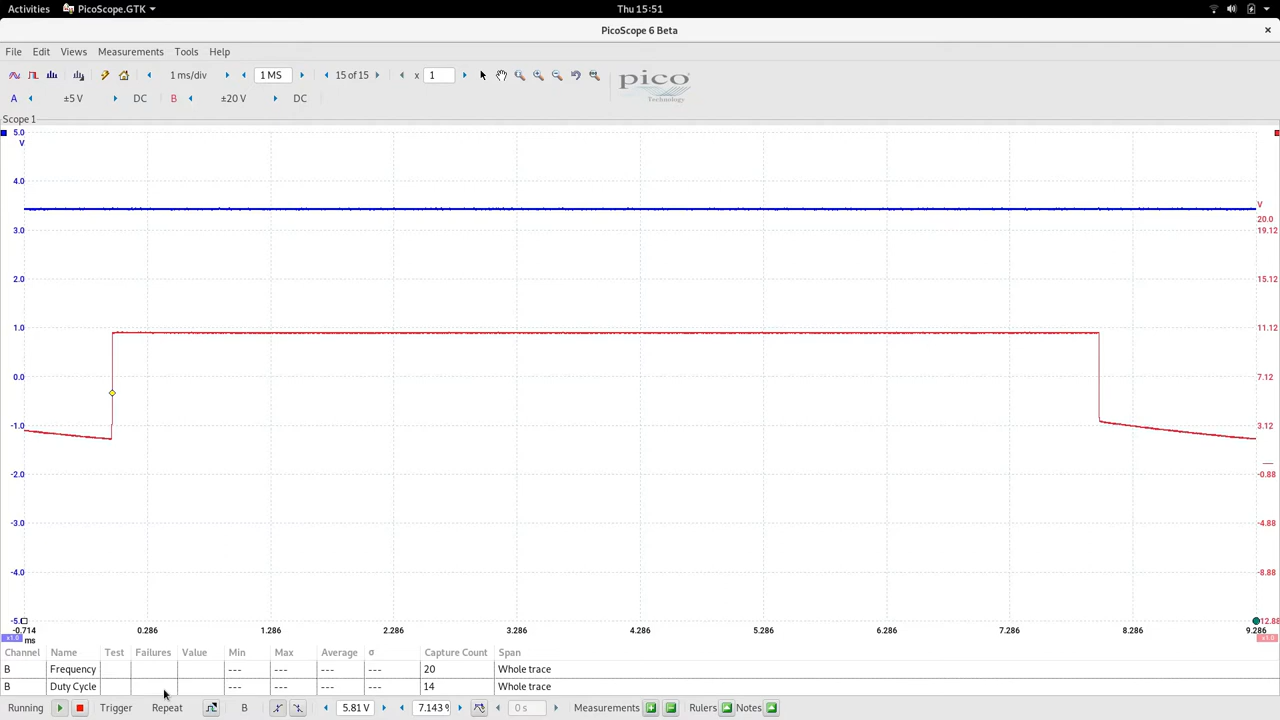 Activities PicoScope.GTK Thu 15:51
PicoScope 6 Beta ×
File Edit Views Measurements Tools Help
1 ms/div 1 MS 15 of 15 x 1 pico Technology
A ±5 V DC B ±20 V DC
Scope 1
5.0
V
4.0
V
20.0
3.0 19.12
2.0 15.12
1.0 11.12
0.0 7.12
-1.0 3.12
-2.0 -0.88
-3.0 -4.88
-4.0 -8.88
-5.0 -12.88
-0.714 0.286 1.286 2.286 3.286 4.286 5.286 6.286 7.286 8.286 9.286
x1.0 ms x1.0
Channel Name Test Failures Value Min Max Average σ Capture Count Span
B Frequency --- --- --- --- 20 Whole trace
B Duty Cycle --- --- --- --- 14 Whole trace
Running Trigger Repeat B 5.81 V 7.143 0 s Measurements Rulers Notes